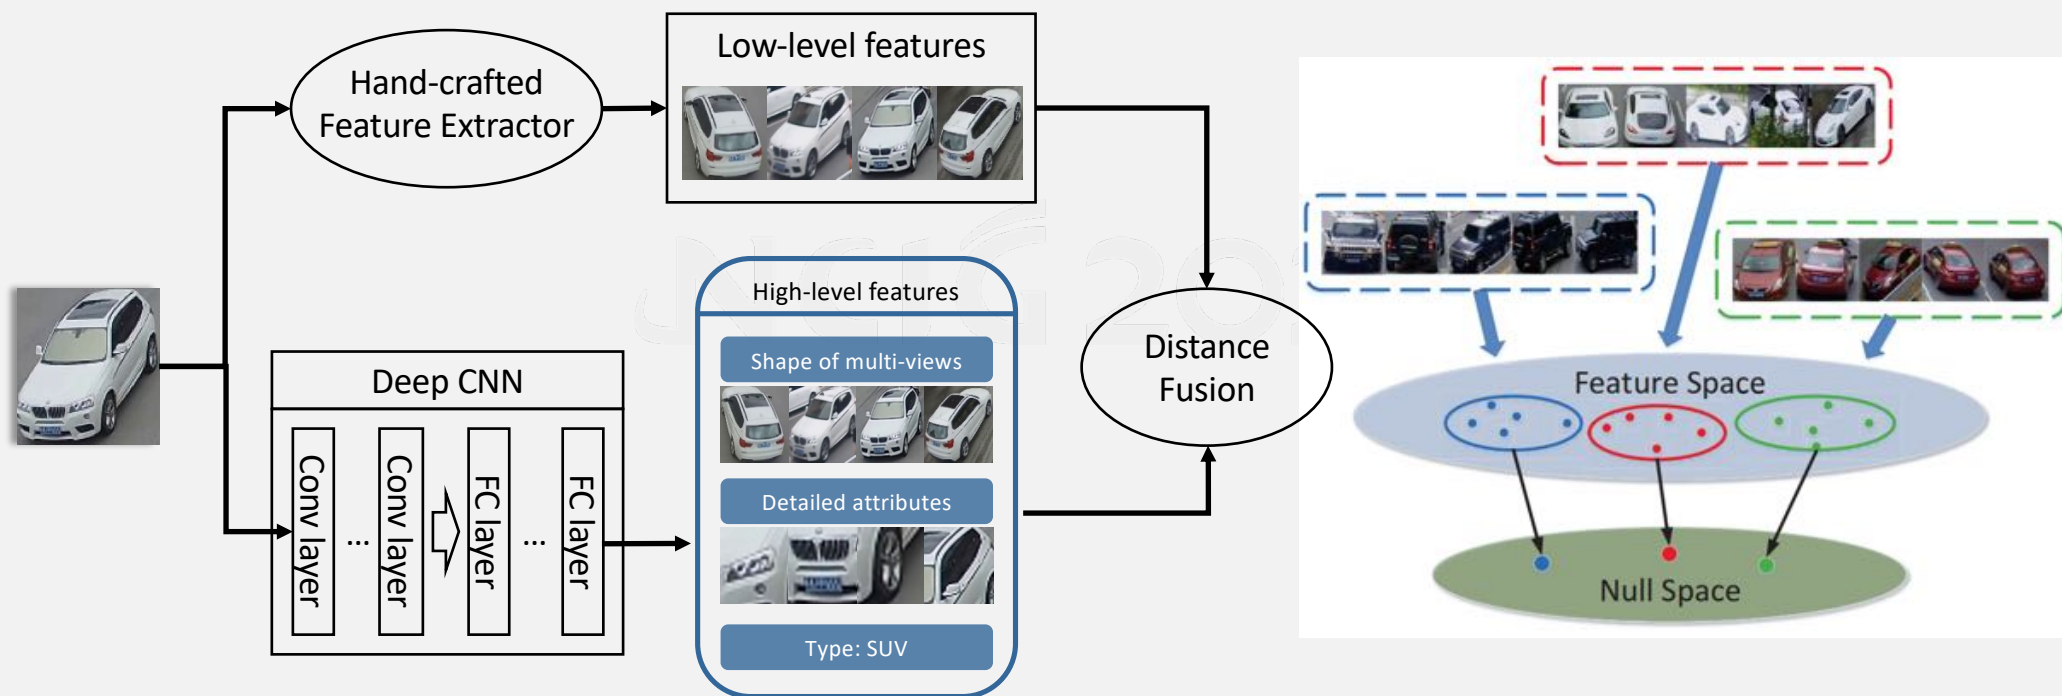 Hand-crafted
Feature Extractor
Low-level features
Deep CNN
Conv layer
...
Conv layer
FC layer
...
FC layer
High-level features
Shape of multi-views
Detailed attributes
Type: SUV
Distance
Fusion
Feature Space
Null Space